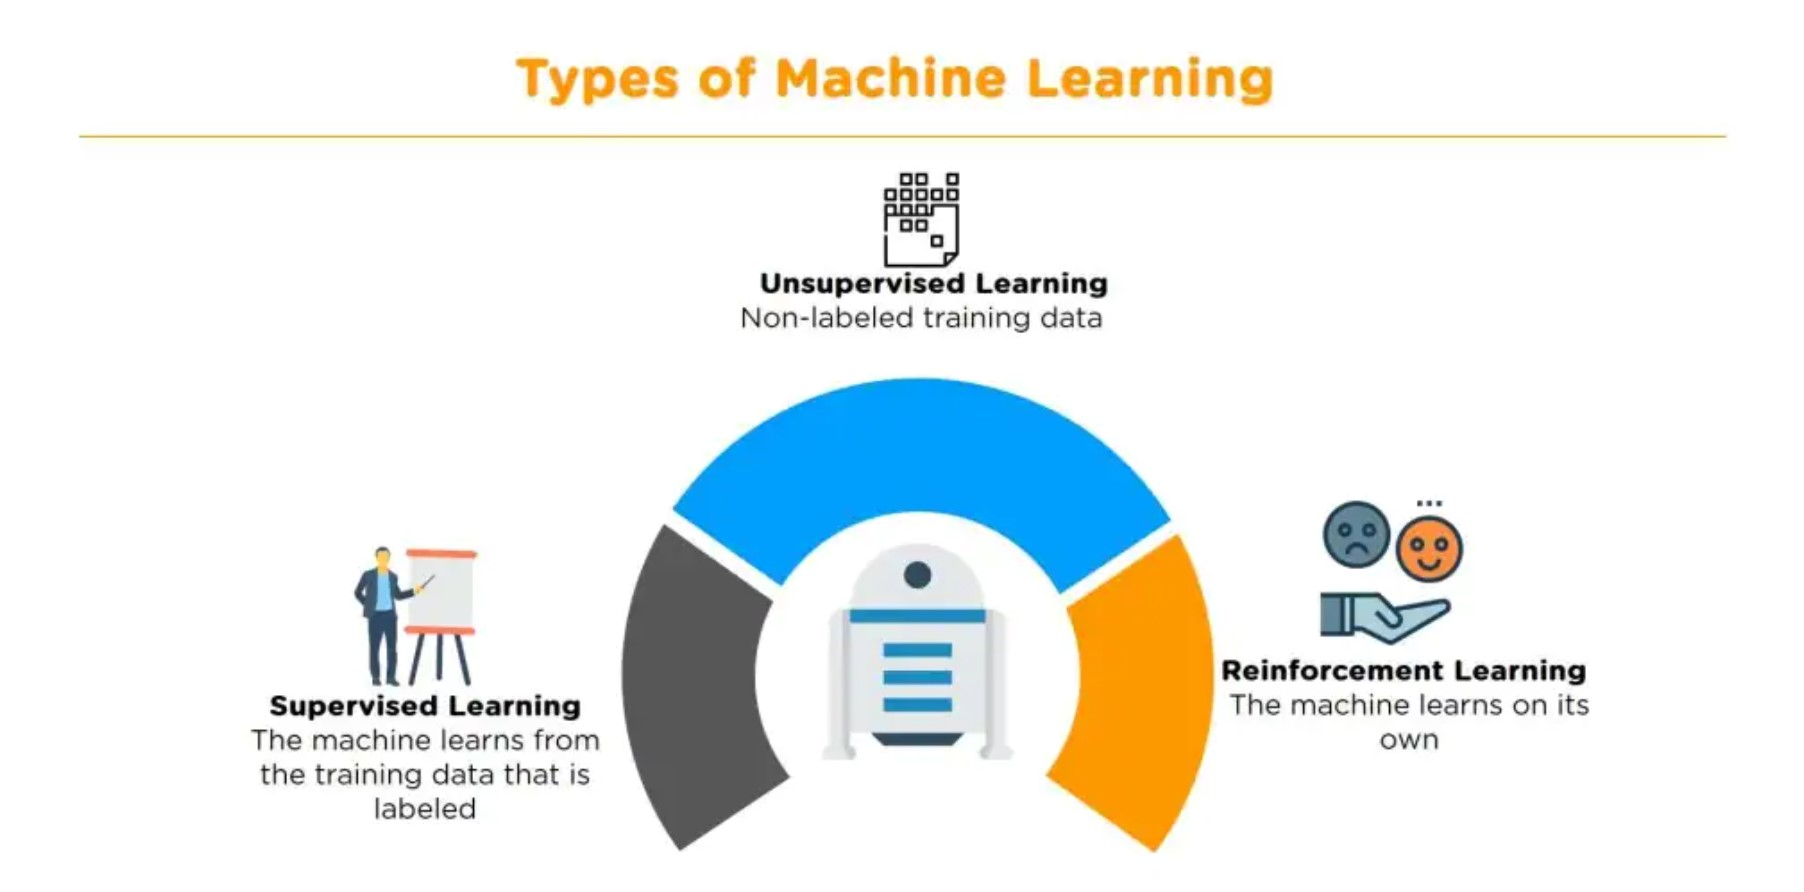 Types of Machine Learning
Unsupervised Learning
Non-labeled training data
Supervised Learning
The machine learns from
the training data that is
labeled
Reinforcement Learning
The machine learns on its
own